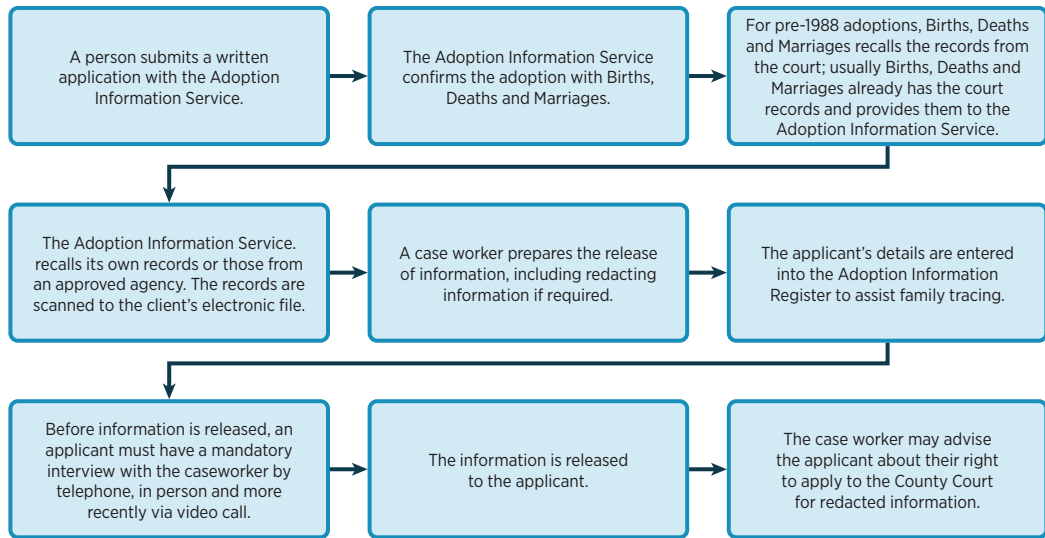 A person submits a written
application with the Adoption
Information Service.
The Adoption Information Service
confirms the adoption with Births,
Deaths and Marriages.
For pre-1988 adoptions, Births, Deaths
and Marriages recalls the records from
the court; usually Births, Deaths and
Marriages already has the court
records and provides them to the
Adoption Information Service.
The Adoption Information Service.
recalls its own records or those from
an approved agency. The records are
scanned to the client’s electronic file.
A case worker prepares the release
of information, including redacting
information if required.
The applicant’s details are entered
into the Adoption Information
Register to assist family tracing.
Before information is released, an
applicant must have a mandatory
interview with the caseworker by
telephone, in person and more
recently via video call.
The information is released
to the applicant.
The case worker may advise
the applicant about their right
to apply to the County Court
for redacted information.